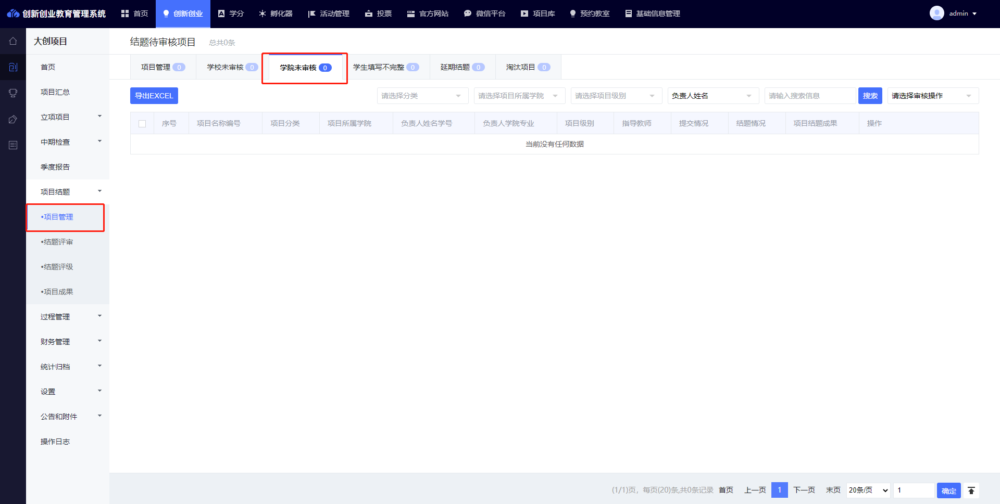 创新创业教育管理系统 首页 创新创业 学分 孵化器 活动管理 投票 官方网站 微信平台 项目库 预约教室 基础信息管理 admin
大创项目
首页
项目汇总
立项项目
中期检查
季度报告
项目结题
•项目管理
•结题评审
•结题评级
•项目成果
过程管理
财务管理
统计归档
设置
公告和附件
操作日志
结题待审核项目 总共0条
项目管理 0 学校未审核 0 学院未审核 0 学生填写不完整 0 延期结题 0 淘汰项目 0
导出EXCEL 请选择分类 请选择项目所属学院 请选择项目级别 负责人姓名 请输入搜索信息 搜索 请选择审核操作
序号 项目名称编号 项目分类 项目所属学院 负责人姓名学号 负责人学院专业 项目级别 指导教师 提交情况 结题情况 项目结题成果 操作
当前没有任何数据
(1/1)页，每页(20)条,共0条记录 首页 上一页 1 下一页 末页 20条/页 1 确定